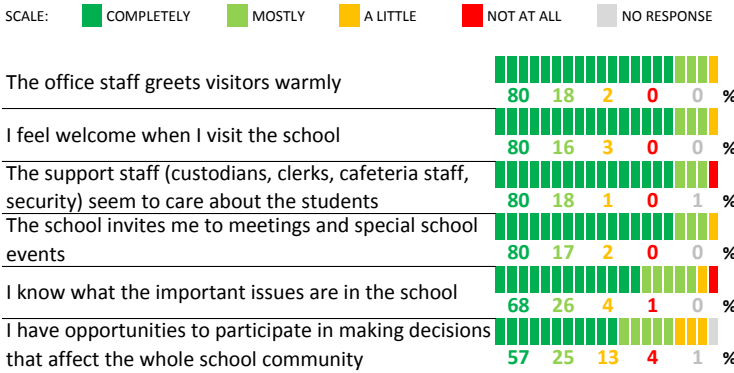 SCALE: COMPLETELY MOSTLY A LITTLE NOT AT ALL NO RESPONSE
The office staff greets visitors warmly
80 18 2 0 0 %
I feel welcome when I visit the school
80 16 3 0 0 %
The support staff (custodians, clerks, cafeteria staff,
security) seem to care about the students
80 18 1 0 1 %
The school invites me to meetings and special school
events
80 17 2 0 0 %
I know what the important issues are in the school
68 26 4 1 0 %
I have opportunities to participate in making decisions
that affect the whole school community
57 25 13 4 1 %